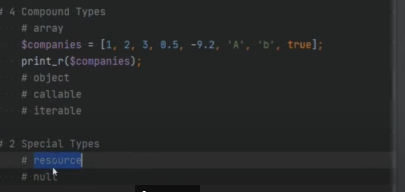 # 4 Compound Types
# array
$companies = [1, 2, 3, 0.5, -9.2, 'A', 'b', true];
print_r($companies);
# object
# callable
# iterable
# 2 Special Types
# resource
# null